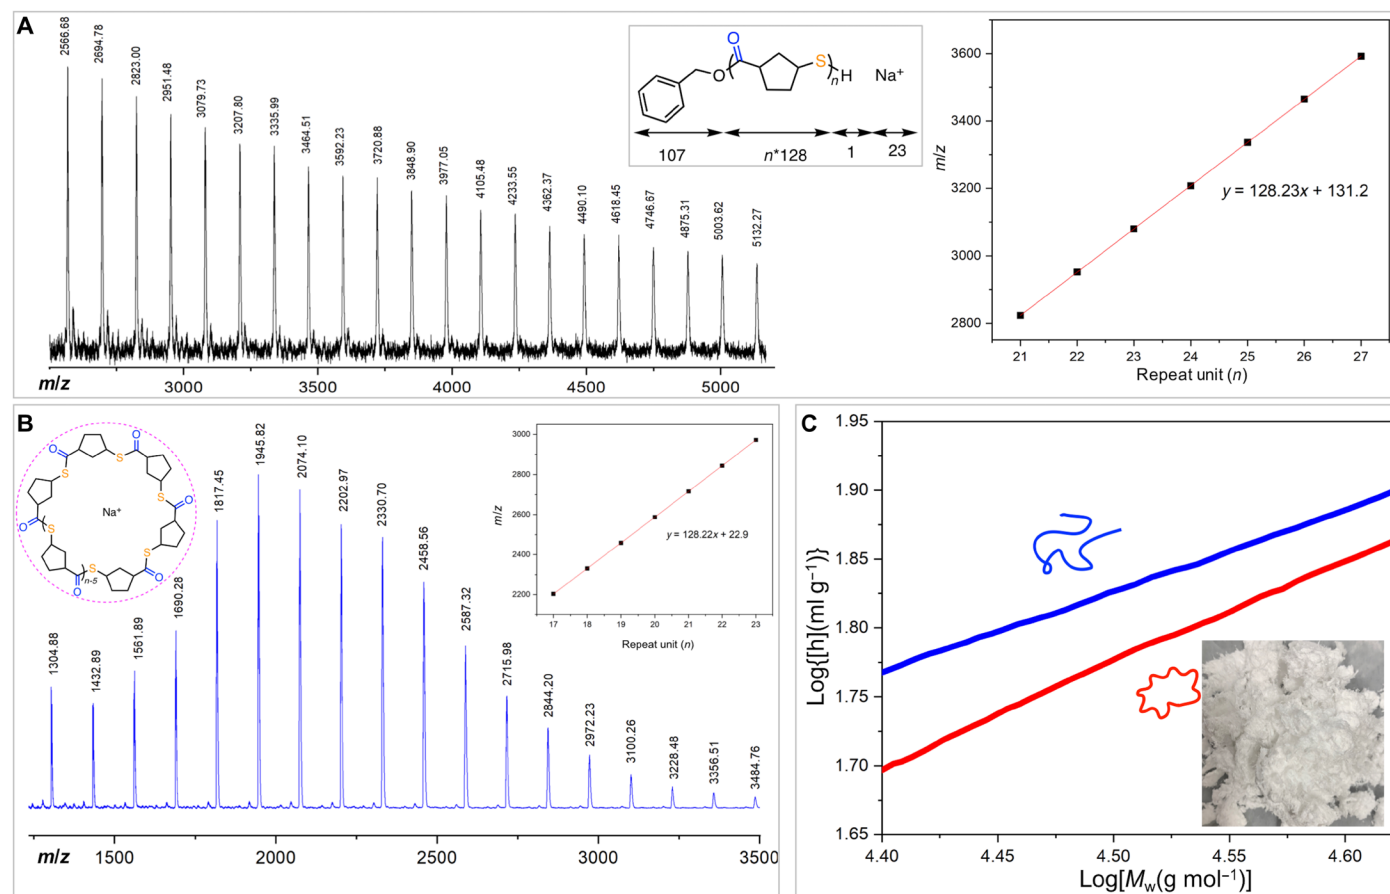 A
2566.68
2694.78
2823.00
2951.48
3079.73
3207.80
3335.99
3464.51
3592.23
3720.88
3848.90
3977.05
4105.48
4233.55
4362.37
4490.10
4618.45
4746.67
4875.31
5003.62
5132.27
m/z
3000
3500
4000
4500
5000
O
O
S
n
H
Na⁺
107
n*128
1
23
m/z
3600
3400
3200
3000
2800
y = 128.23x + 131.2
21
22
23
24
25
26
27
Repeat unit (n)
B
O
O
S
S
S
O
S
O
Na⁺
O
S
S
S
O
O
n-5
1304.88
1432.89
1561.89
1690.28
1817.45
1945.82
2074.10
2202.97
2330.70
2458.56
2587.32
2715.98
2844.20
2972.23
3100.26
3228.48
3356.51
3484.76
m/z
1500
2000
2500
3000
3500
m/z
3000
2800
2600
2400
2200
y = 128.22x + 22.9
17
18
19
20
21
22
23
Repeat unit (n)
C
Log{[h](ml g⁻¹)}
1.95
1.90
1.85
1.80
1.75
1.70
1.65
4.40
4.45
4.50
4.55
4.60
Log[Mw(g mol⁻¹)]